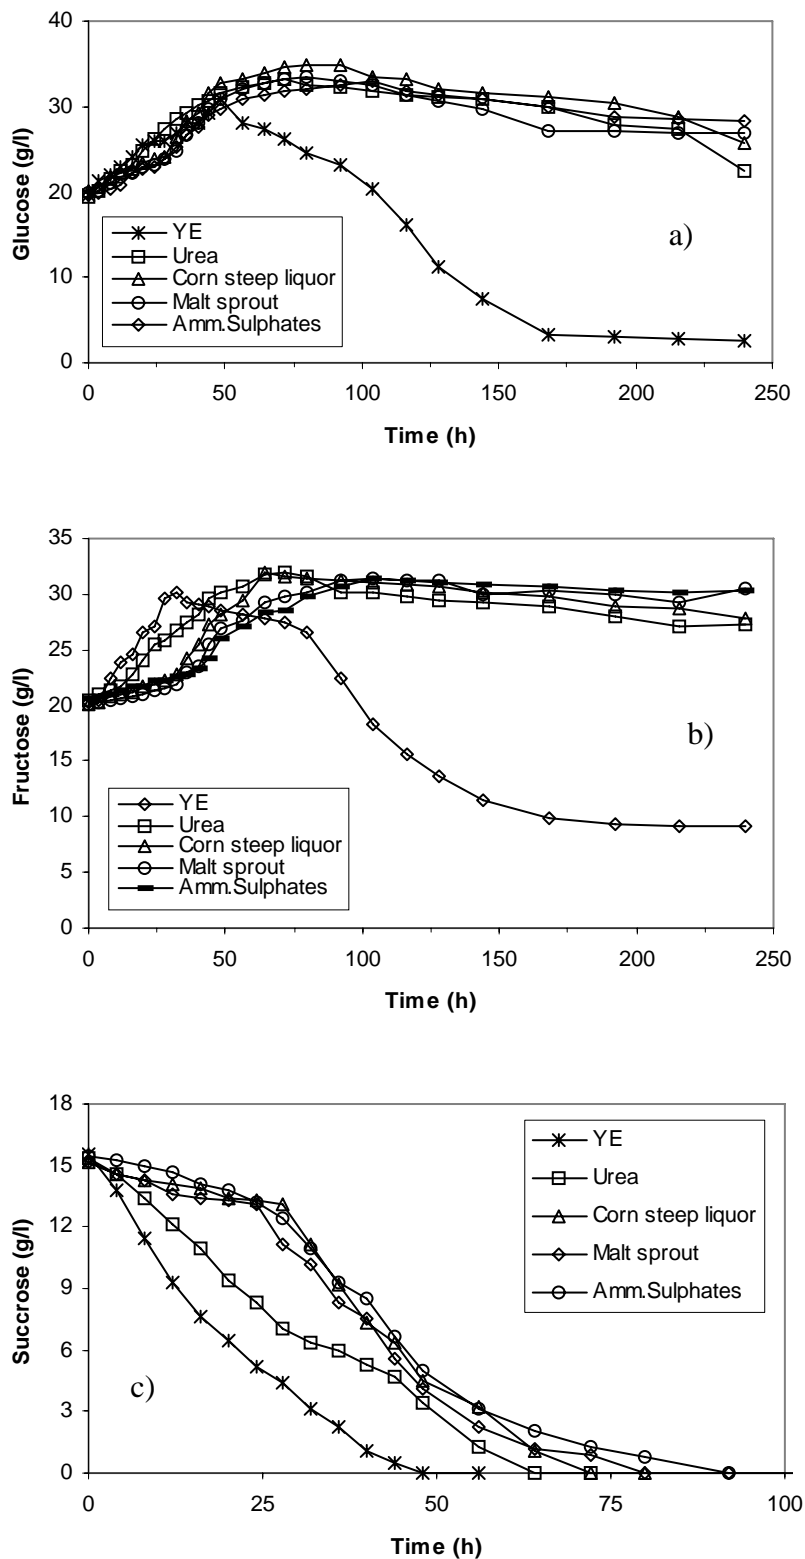 40
30
20
10
0
Glucose (g/l)
YE
Urea
Corn steep liquor
Malt sprout
Amm.Sulphates
a)
0 50 100 150 200 250
Time (h)
35
30
25
20
15
10
5
0
Fructose (g/l)
YE
Urea
Corn steep liquor
Malt sprout
Amm.Sulphates
b)
0 50 100 150 200 250
Time (h)
18
15
12
9
6
3
0
Succrose (g/l)
YE
Urea
Corn steep liquor
Malt sprout
Amm.Sulphates
c)
0 25 50 75 100
Time (h)